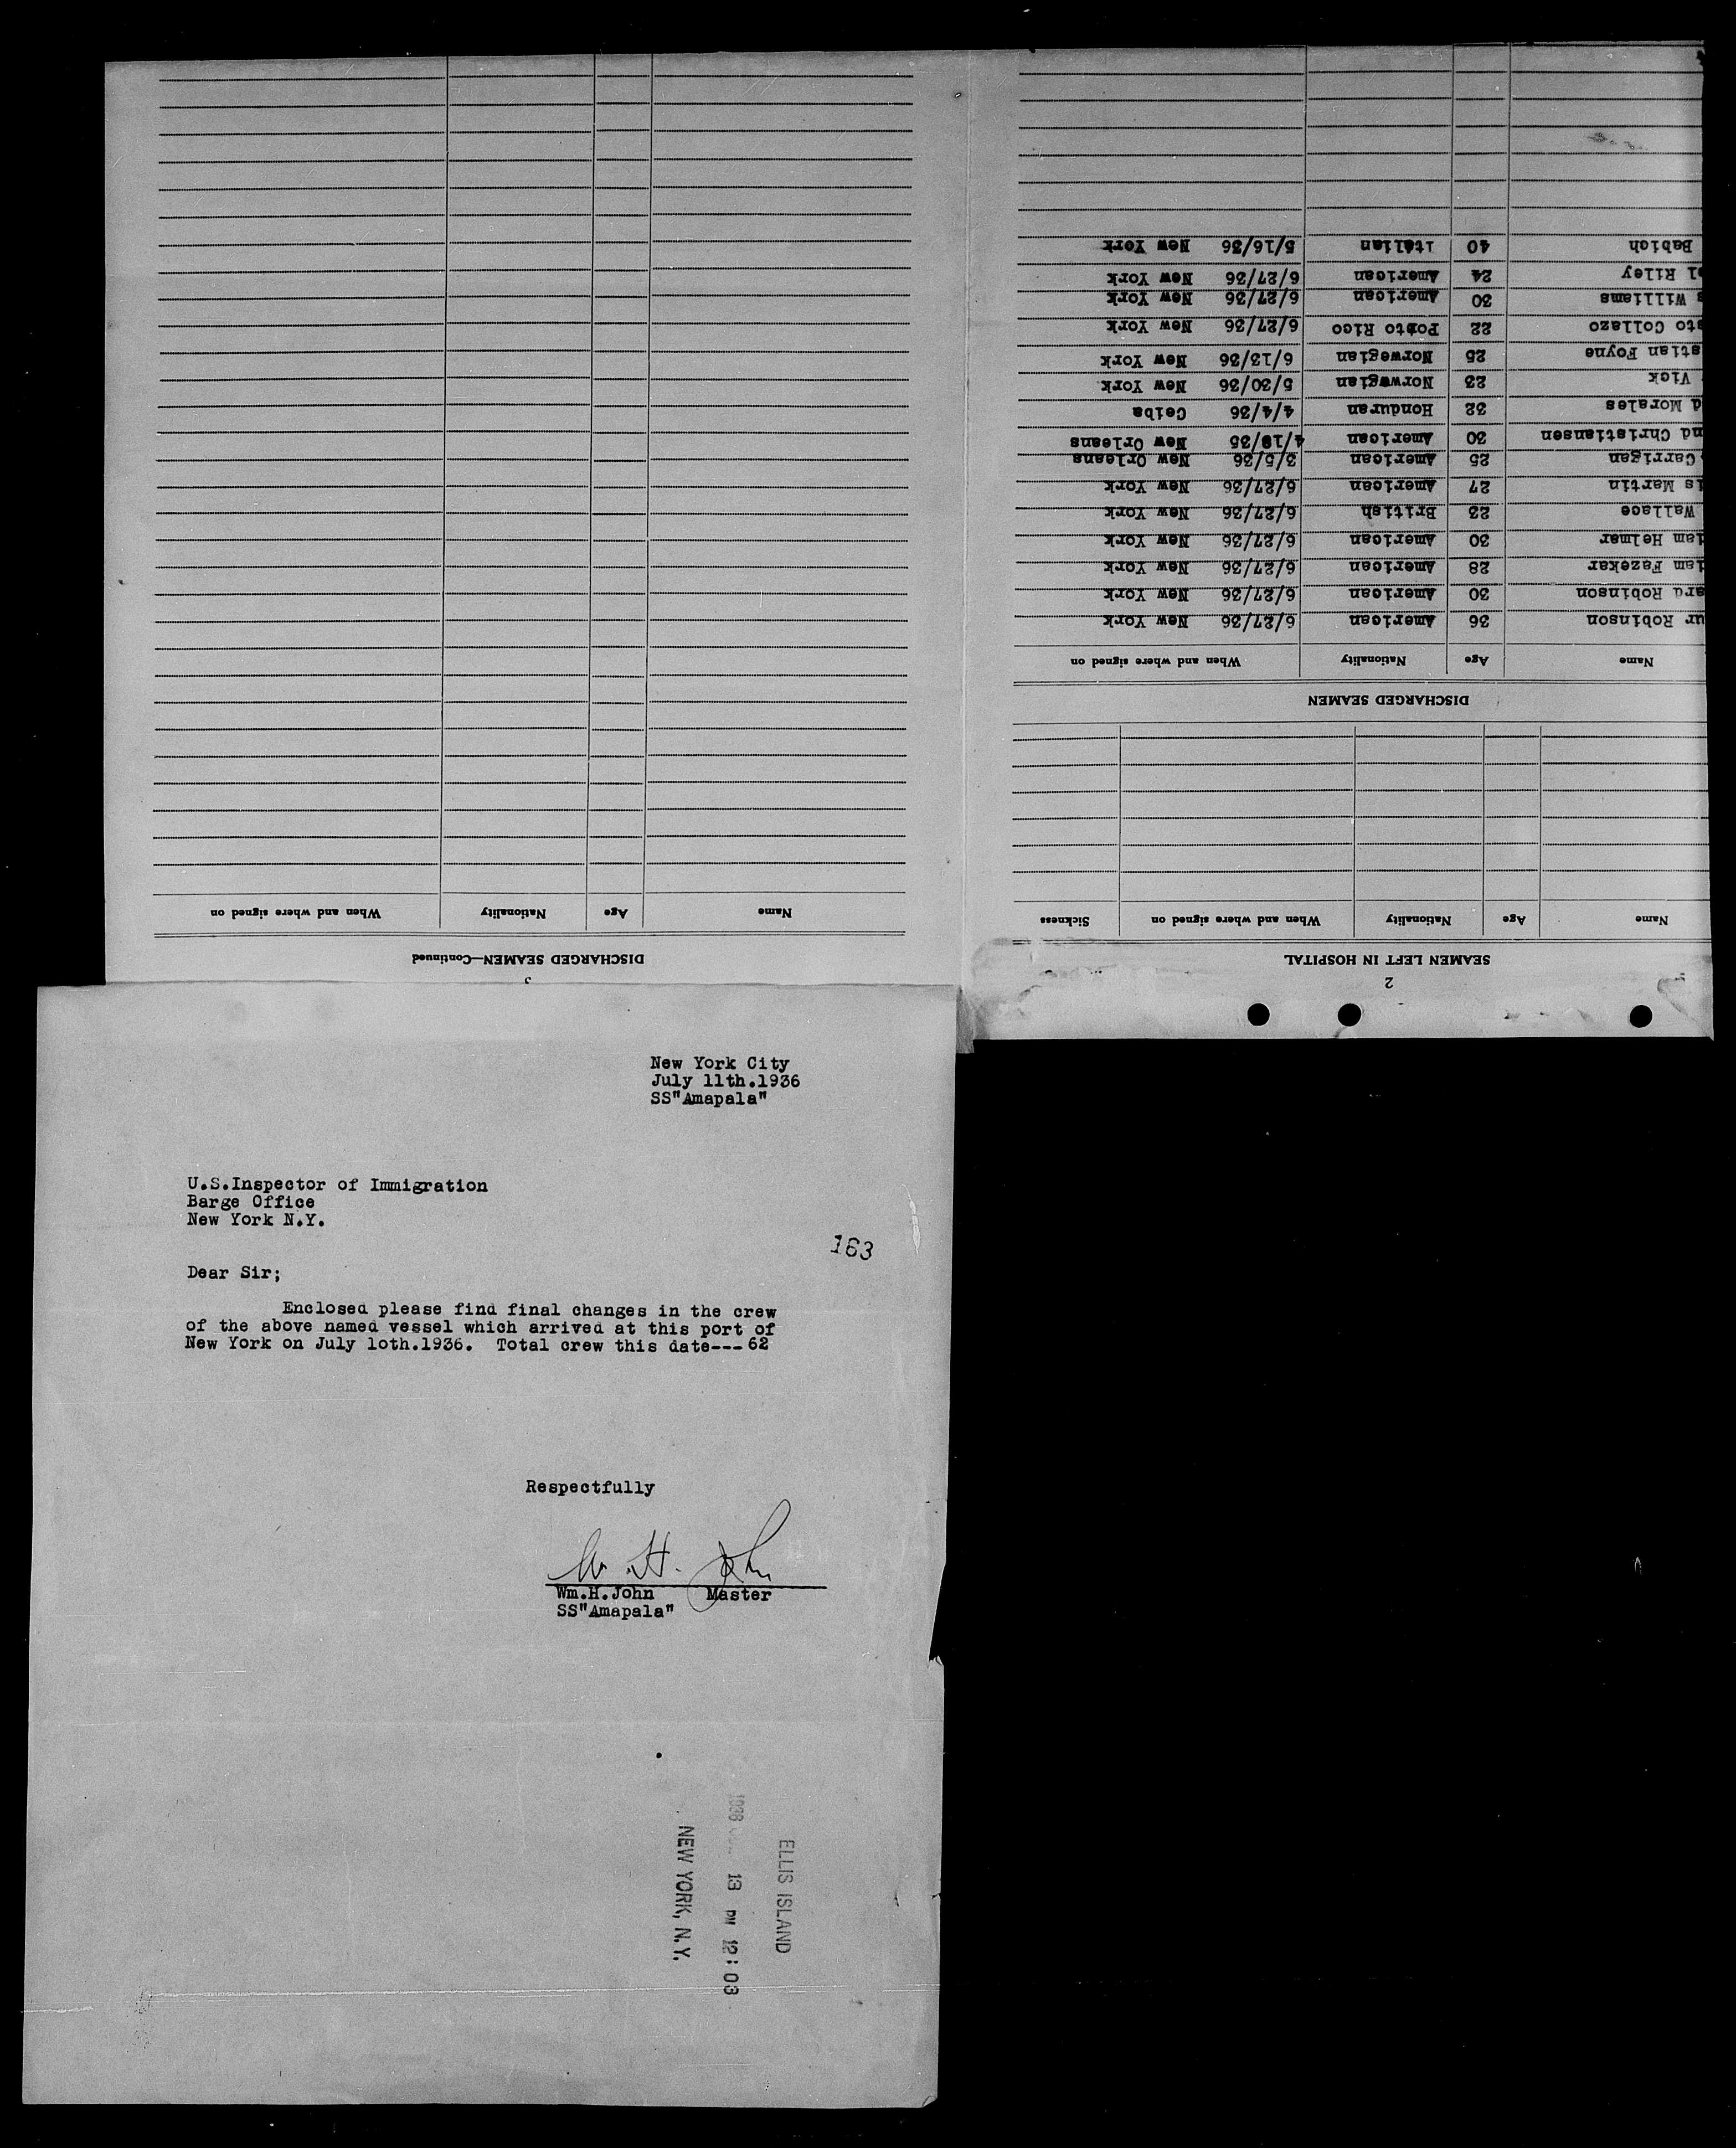 2
SEAMEN LEFT IN HOSPITAL
Name Age Nationality When and where signed on Sickness
DISCHARGED SEAMEN
Name Age Nationality When and where signed on
ur Robinson 36 American 6/27/36 New York
ard Robinson 30 American 6/27/36 New York
iam Fazekar 28 American 6/27/36 New York
iam Helmar 30 American 6/27/36 New York
Wallace 23 British 6/27/36 New York
is Martin 27 American 6/27/36 New York
Carrigan 25 American 3/5/36 New Orleans
nd Christiansen 30 American 4/18/35 New Orleans
d Morales 32 Honduran 4/4/36 Ceiba
Vick 23 Norwegian 5/30/36 New York
stian Foyne 25 Norwegian 6/13/36 New York
sto Collazo 22 Porto Rico 6/27/36 New York
s Williams 30 American 6/27/36 New York
el Riley 24 American 6/27/36 New York
Babich 40 Italian 5/16/36 New York
3
DISCHARGED SEAMEN—Continued
Name Age Nationality When and where signed on
New York City
July 11th.1936
SS"Amapala"
U.S.Inspector of Immigration
Barge Office
New York N.Y.
163
Dear Sir;
Enclosed please find final changes in the crew
of the above named vessel which arrived at this port of
New York on July 10th.1936. Total crew this date---62
Respectfully
W. H. John
Wm.H.John Master
SS"Amapala"
ELLIS ISLAND
1936 13 PM 12:03
NEW YORK, N.Y.